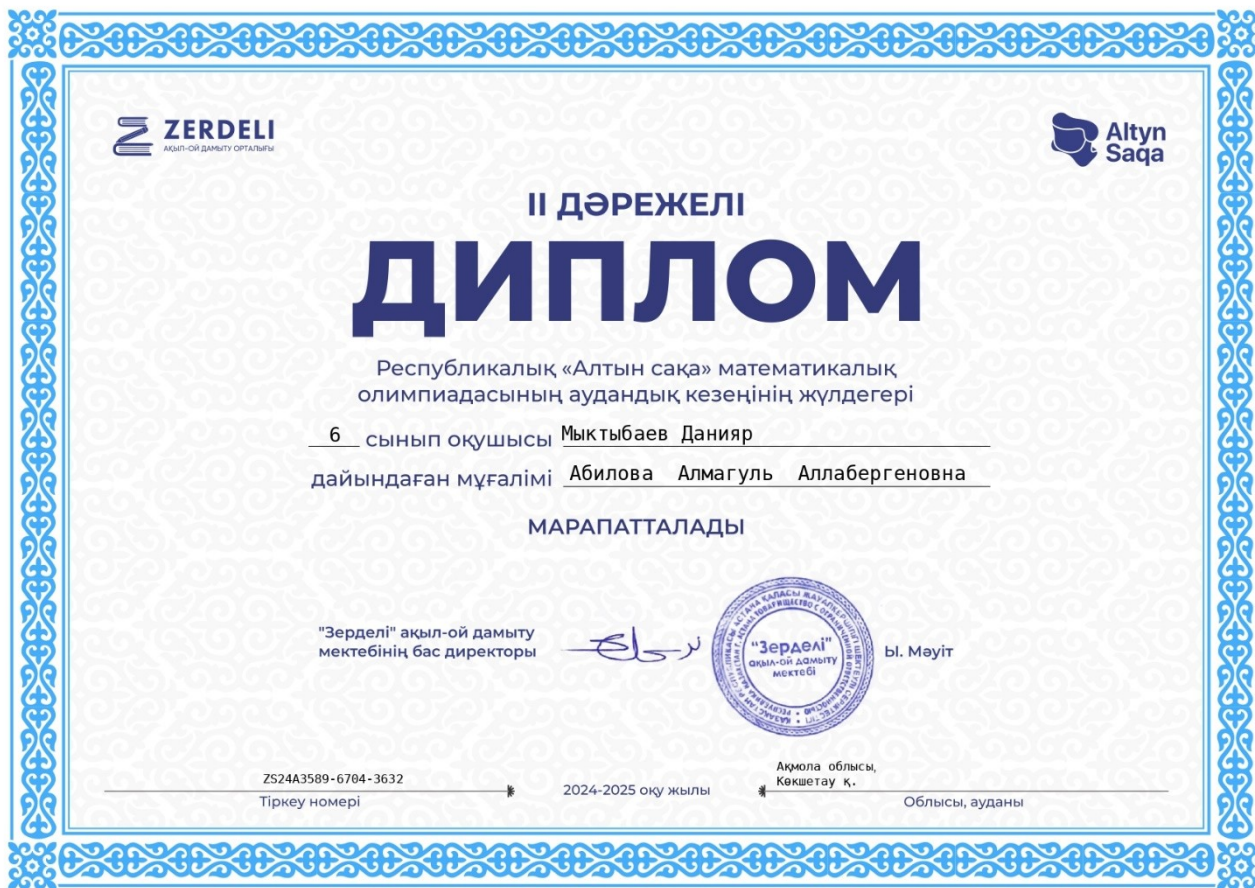 ZERDELI
АҚЫЛ-ОЙ ДАМЫТУ ОРТАЛЫҒЫ
Altyn
Saqa
II ДӘРЕЖЕЛІ
ДИПЛОМ
Республикалық «Алтын сақа» математикалық
олимпиадасының аудандық кезеңінің жүлдегері
6 сынып оқушысы Мыктыбаев Данияр
дайындаған мұғалімі Абилова Алмагуль Аллабергеновна
МАРАПАТТАЛАДЫ
"Зерделі" ақыл-ой дамыту
мектебінің бас директоры
"Зерделі"
ақыл-ой дамыту
мектебі
Ы. Мәуіт
ZS24A3589-6704-3632
Тіркеу номері
2024-2025 оқу жылы
Ақмола облысы,
Көкшетау қ.
Облысы, ауданы